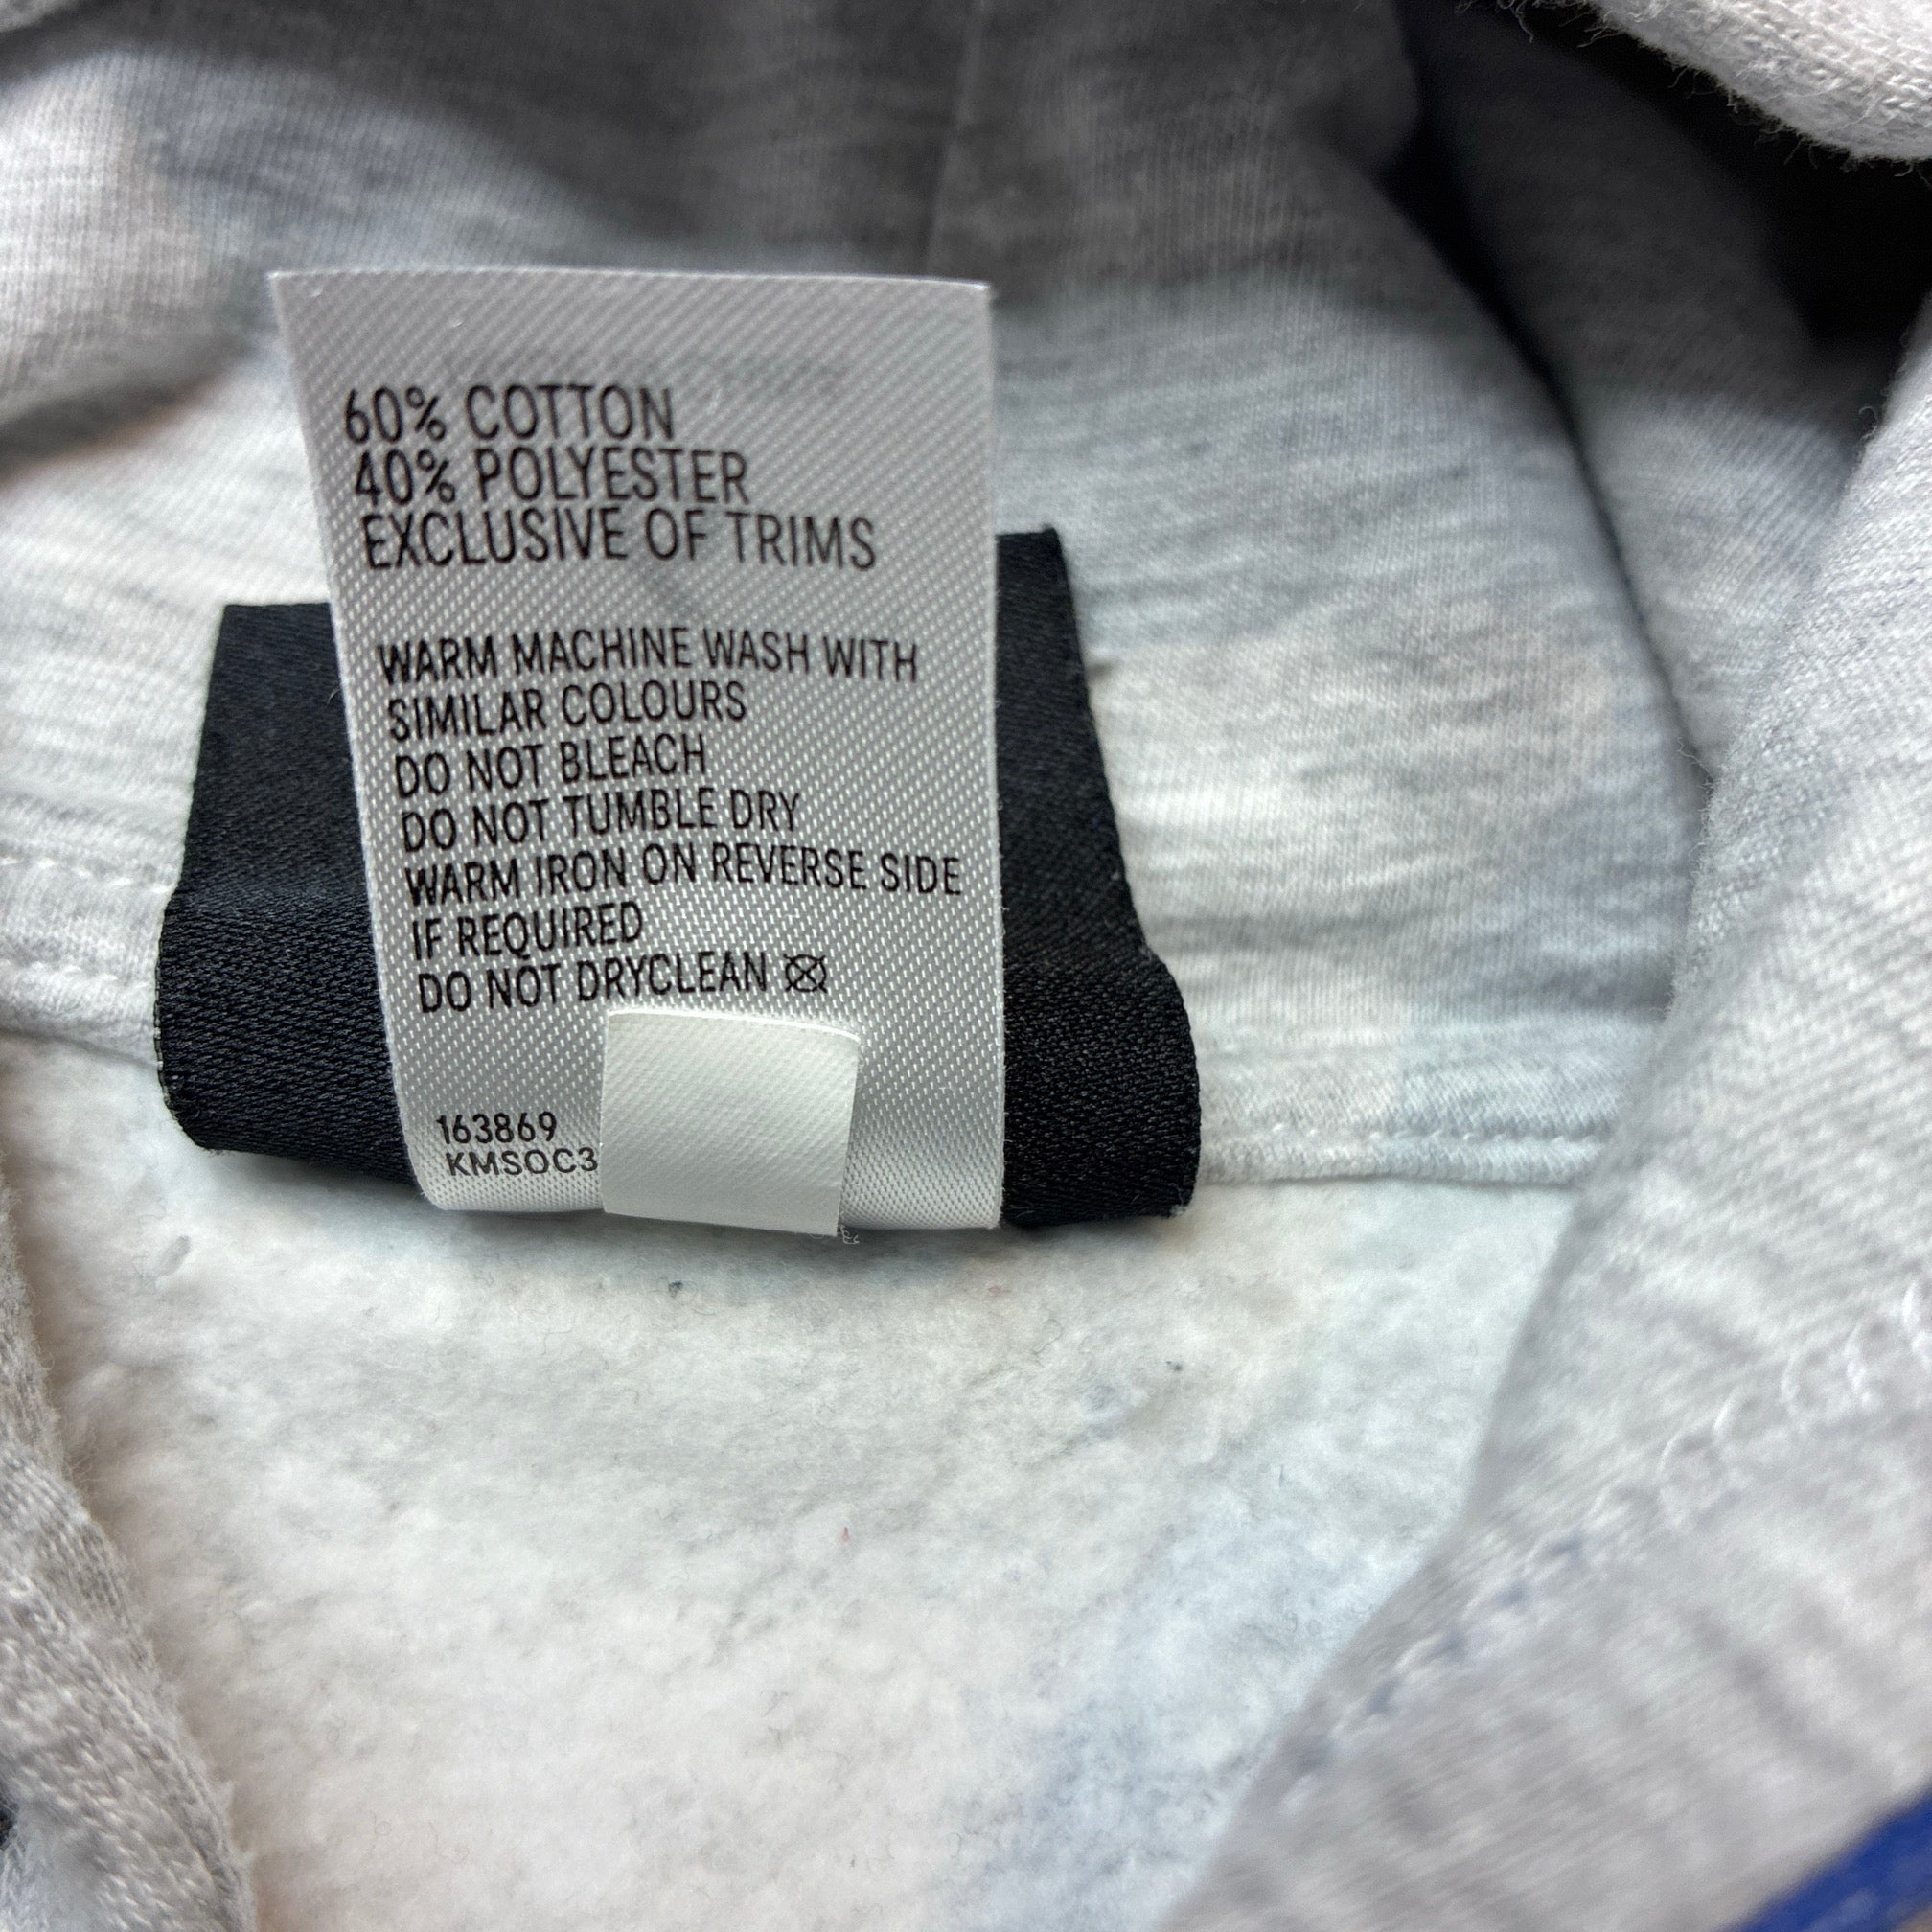 60% COTTON
40% POLYESTER
EXCLUSIVE OF TRIMS
WARM MACHINE WASH WITH
SIMILAR COLOURS
DO NOT BLEACH
DO NOT TUMBLE DRY
WARM IRON ON REVERSE SIDE
IF REQUIRED
DO NOT DRYCLEAN
163869
KMSOC3